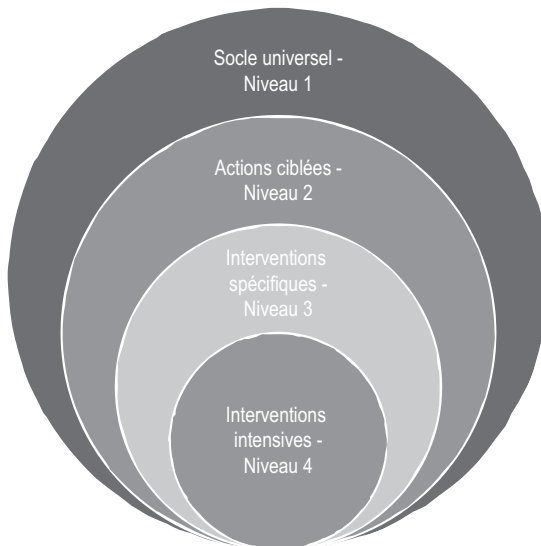 Socle universel -
Niveau 1
Actions ciblées -
Niveau 2
Interventions
spécifiques -
Niveau 3
Interventions
intensives -
Niveau 4